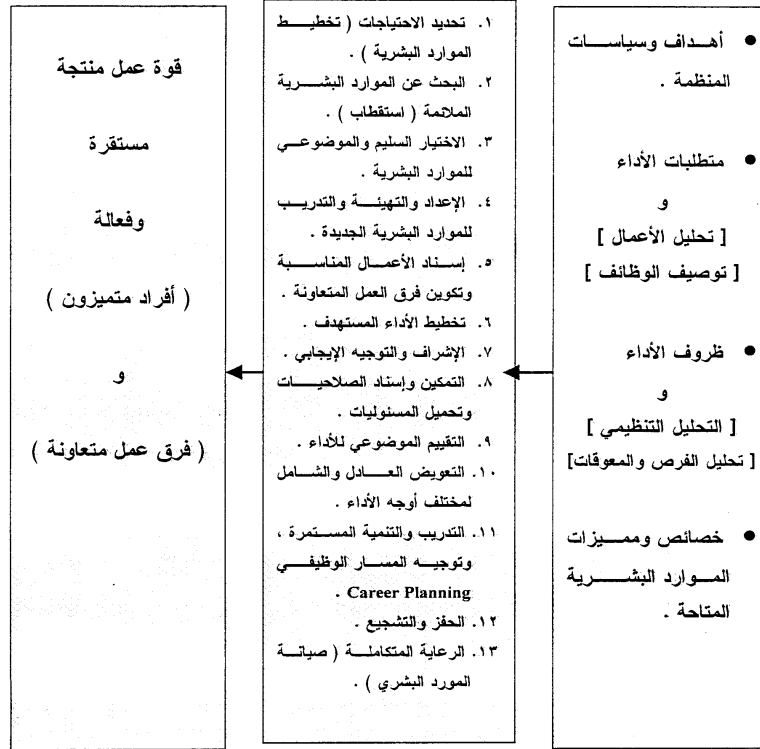 ● أهداف وسياسات
المنظمة .
● متطلبات الأداء
و
[ تحليل الأعمال ]
[ توصيف الوظائف ]
● ظروف الأداء
و
[ التحليل التنظيمي ]
[ تحليل الفرص والمعوقات]
● خصائص ومميزات
الموارد البشرية
المتاحة .
١. تحديد الاحتياجات ( تخطيط
الموارد البشرية ) .
٢. البحث عن الموارد البشرية
الملائمة ( استقطاب ) .
٣. الاختيار السليم والموضوعي
للموارد البشرية .
٤. الإعداد والتهيئة والتدريب
للموارد البشرية الجديدة .
٥. إسناد الأعمال المناسبة
وتكوين فرق العمل المتعاونة .
٦. تخطيط الأداء المستهدف .
٧. الإشراف والتوجيه الإيجابي .
٨. التمكين وإسناد الصلاحيات
وتحميل المسئوليات .
٩. التقييم الموضوعي للأداء .
١٠. التعويض العادل والشامل
لمختلف أوجه الأداء .
١١. التدريب والتنمية المستمرة ،
وتوجيه المسار الوظيفي
Career Planning .
١٢. الحفز والتشجيع .
١٣. الرعاية المتكاملة ( صيانة
المورد البشري ) .
قوة عمل منتجة
مستقرة
وفعالة
( أفراد متميزون )
و
( فرق عمل متعاونة )